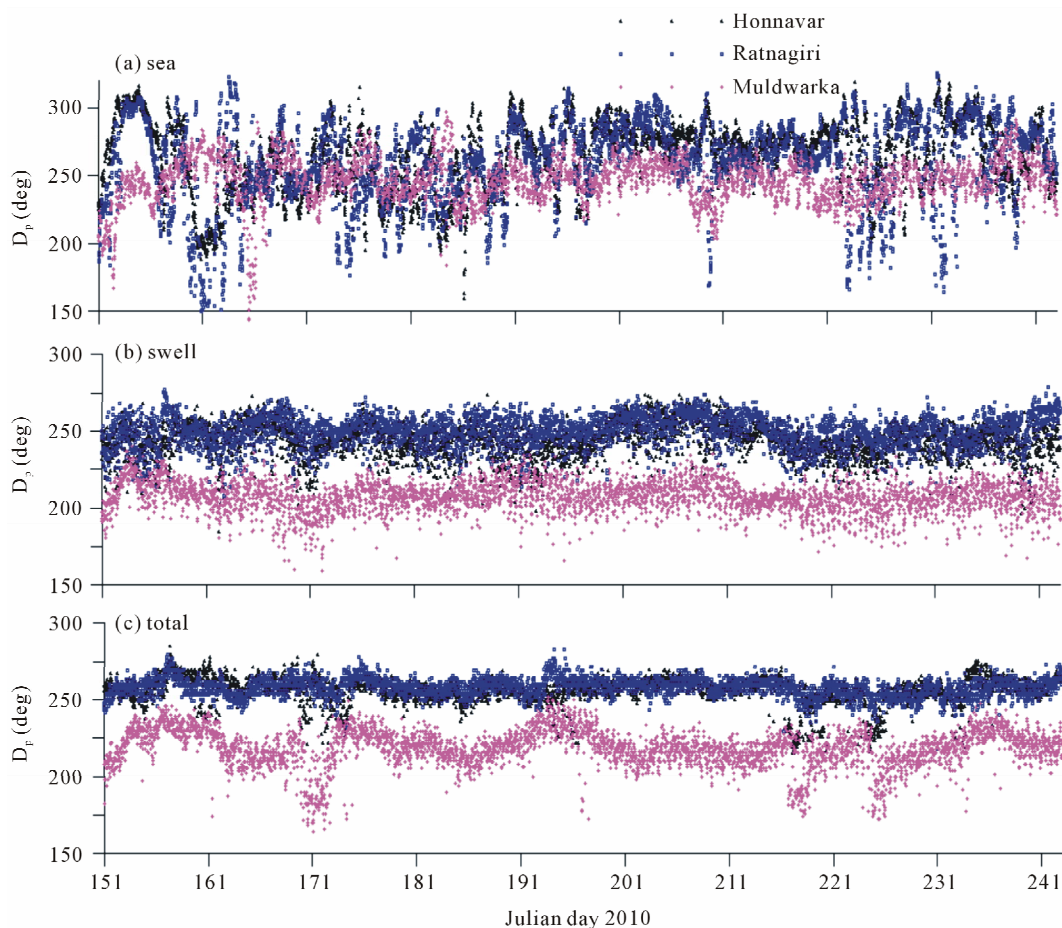 Honnavar
Ratnagiri
Muldwarka
(a) sea
300
250
200
150
Dp (deg)
(b) swell
300
250
200
150
Dp (deg)
(c) total
300
250
200
150
Dp (deg)
151 161 171 181 191 201 211 221 231 241
Julian day 2010